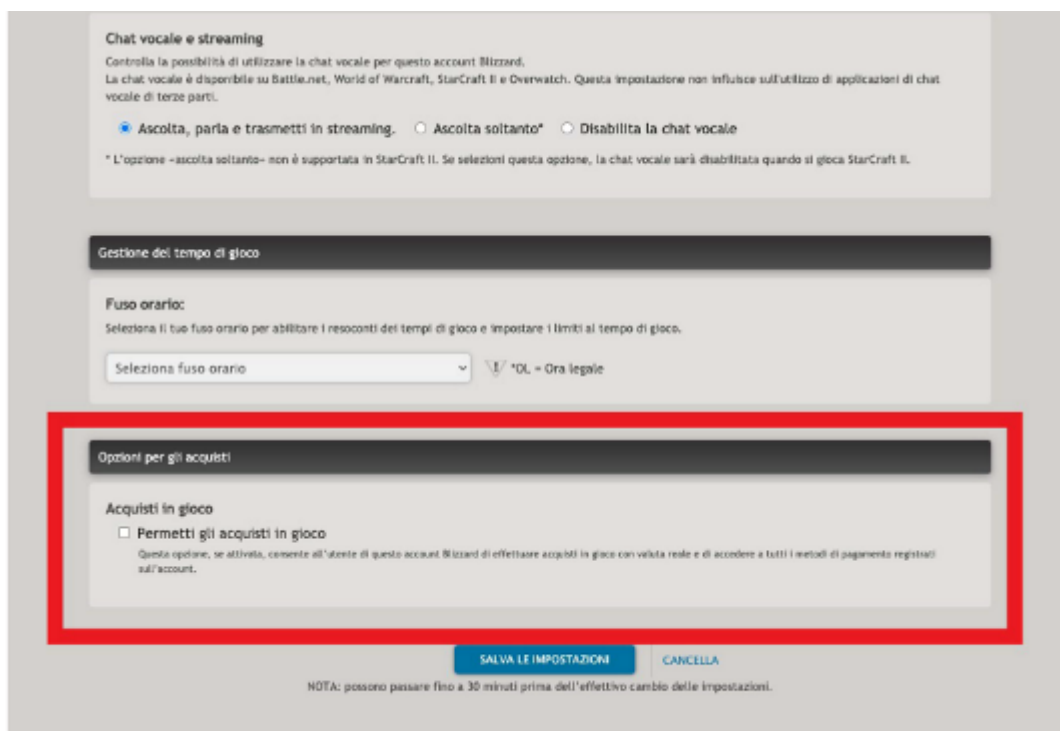 Chat vocale e streaming
Controlla la possibilità di utilizzare la chat vocale per questo account Blizzard.
La chat vocale è disponibile su Battle.net, World of Warcraft, StarCraft II e Overwatch. Questa impostazione non influisce sull'utilizzo di applicazioni di chat
vocale di terze parti.
Ascolta, parla e trasmetti in streaming. Ascolta soltanto* Disabilita la chat vocale
* L'opzione «ascolta soltanto» non è supportata in StarCraft II. Se selezioni questa opzione, la chat vocale sarà disabilitata quando si gioca StarCraft II.
Gestione del tempo di gioco
Fuso orario:
Seleziona il tuo fuso orario per abilitare i resoconti dei tempi di gioco e impostare i limiti al tempo di gioco.
Seleziona fuso orario *OL = Ora legale
Opzioni per gli acquisti
Acquisti in gioco
Permetti gli acquisti in gioco
Questa opzione, se attivata, consente all'utente di questo account Blizzard di effettuare acquisti in gioco con valuta reale e di accedere a tutti i metodi di pagamento registrati
sull'account.
SALVA LE IMPOSTAZIONI CANCELLA
NOTA: possono passare fino a 30 minuti prima dell'effettivo cambio delle impostazioni.